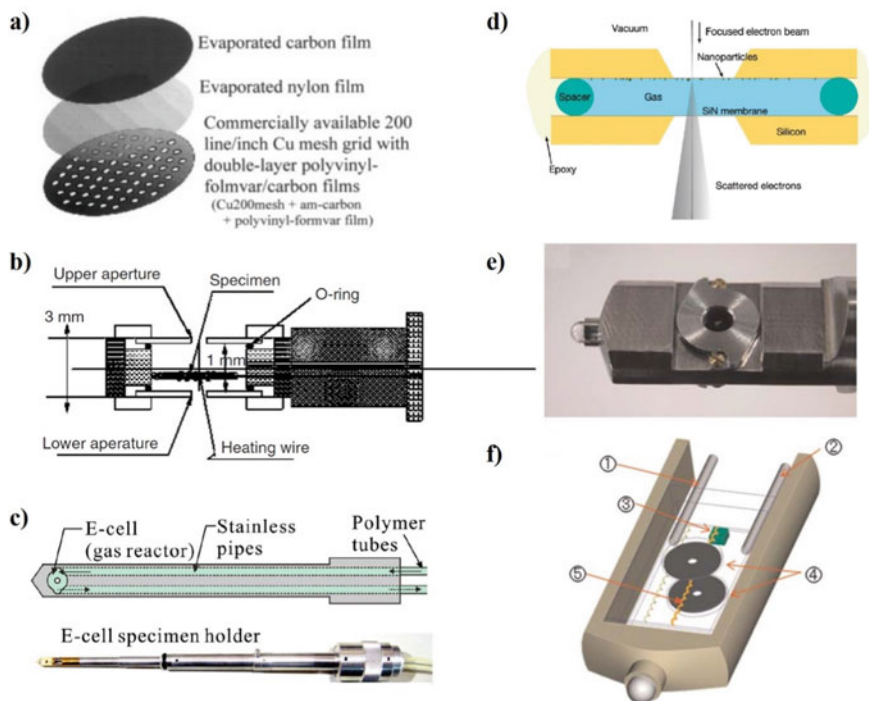 a)
Evaporated carbon film
Evaporated nylon film
Commercially available 200
line/inch Cu mesh grid with
double-layer polyvinyl-
folmvar/carbon films
(Cu200mesh + am-carbon
+ polyvinyl-formvar film)
b)
Upper aperture
Specimen
O-ring
3 mm
1 mm
Lower aperature
Heating wire
c)
E-cell
(gas reactor)
Stainless
pipes
Polymer
tubes
E-cell specimen holder
d)
Vacuum
Focused electron beam
Nanoparticles
Spacer
Gas
SiN membrane
Silicon
Epoxy
Scattered electrons
e)
f)
①
②
③
④
⑤